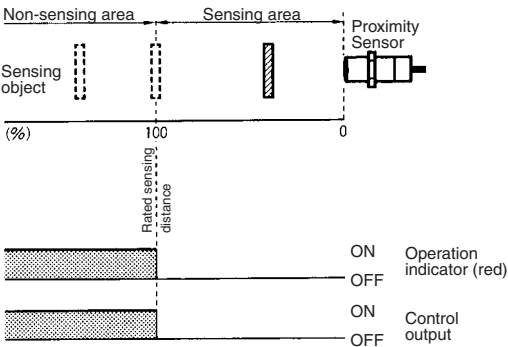 Non-sensing area
Sensing area
Proximity
Sensor
Sensing
object
(%)
100
0
Rated sensing
distance
ON
OFF
Operation
indicator (red)
ON
OFF
Control
output